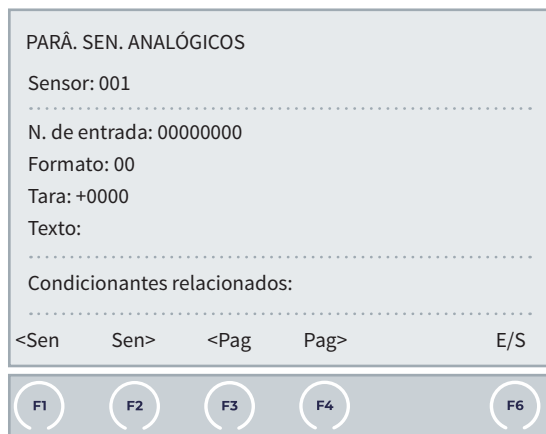 PARÂ. SEN. ANALÓGICOS
Sensor: 001
N. de entrada: 00000000
Formato: 00
Tara: +0000
Texto:
Condicionantes relacionados:
<Sen Sen> <Pag Pag> E/S
F1 F2 F3 F4 F6